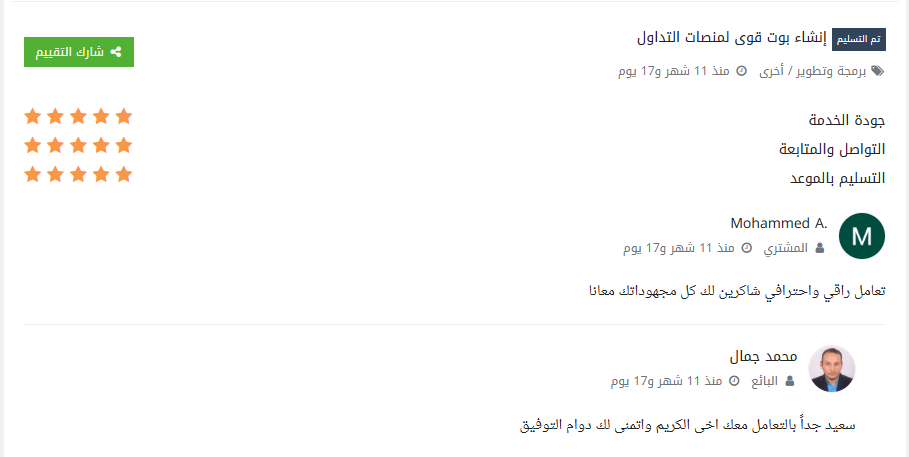 تم التسليم إنشاء بوت قوى لمنصات التداول
شارك التقييم
برمجة وتطوير / أخرى منذ 11 شهر و17 يوم
جودة الخدمة
التواصل والمتابعة
التسليم بالموعد
M
Mohammed A.
المشتري منذ 11 شهر و17 يوم
تعامل راقي واحترافي شاكرين لك كل مجهوداتك معانا
محمد جمال
البائع منذ 11 شهر و17 يوم
سعيد جداً بالتعامل معك اخى الكريم واتمنى لك دوام التوفيق